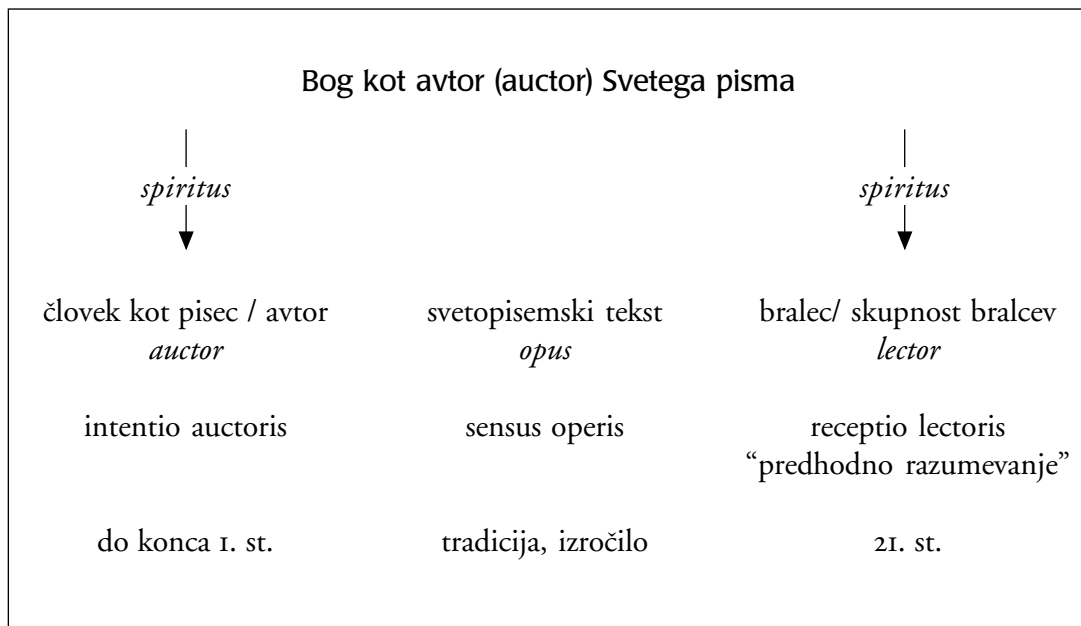 Bog kot avtor (auctor) Svetega pisma
spiritus
spiritus
človek kot pisec / avtor
auctor
svetopisemski tekst
opus
bralec/ skupnost bralcev
lector
intentio auctoris
sensus operis
receptio lectoris
“predhodno razumevanje”
do konca 1. st.
tradicija, izročilo
21. st.